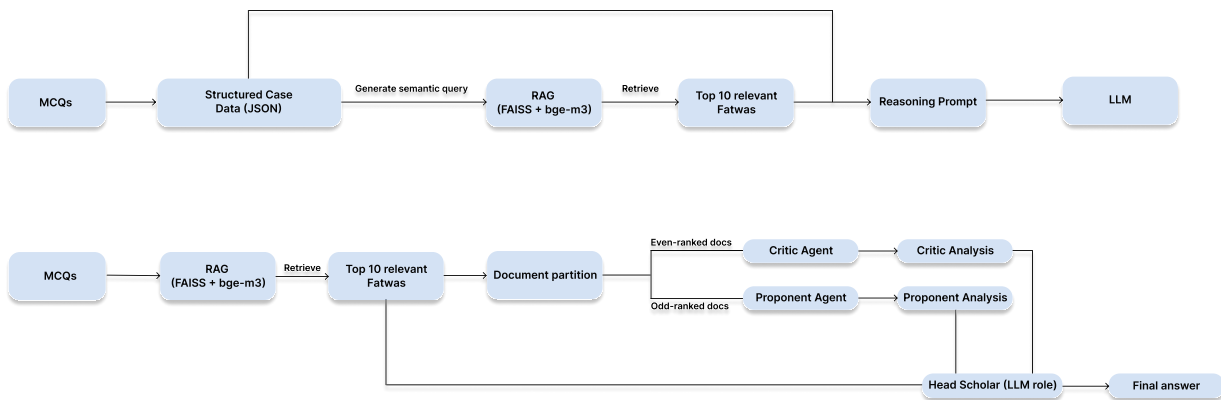 MCQs
Structured Case
Data (JSON)
Generate semantic query
RAG
(FAISS + bge-m3)
Retrieve
Top 10 relevant
Fatwas
Reasoning Prompt
LLM
MCQs
RAG
(FAISS + bge-m3)
Retrieve
Top 10 relevant
Fatwas
Document partition
Even-ranked docs
Critic Agent
Critic Analysis
Odd-ranked docs
Proponent Agent
Proponent Analysis
Head Scholar (LLM role)
Final answer